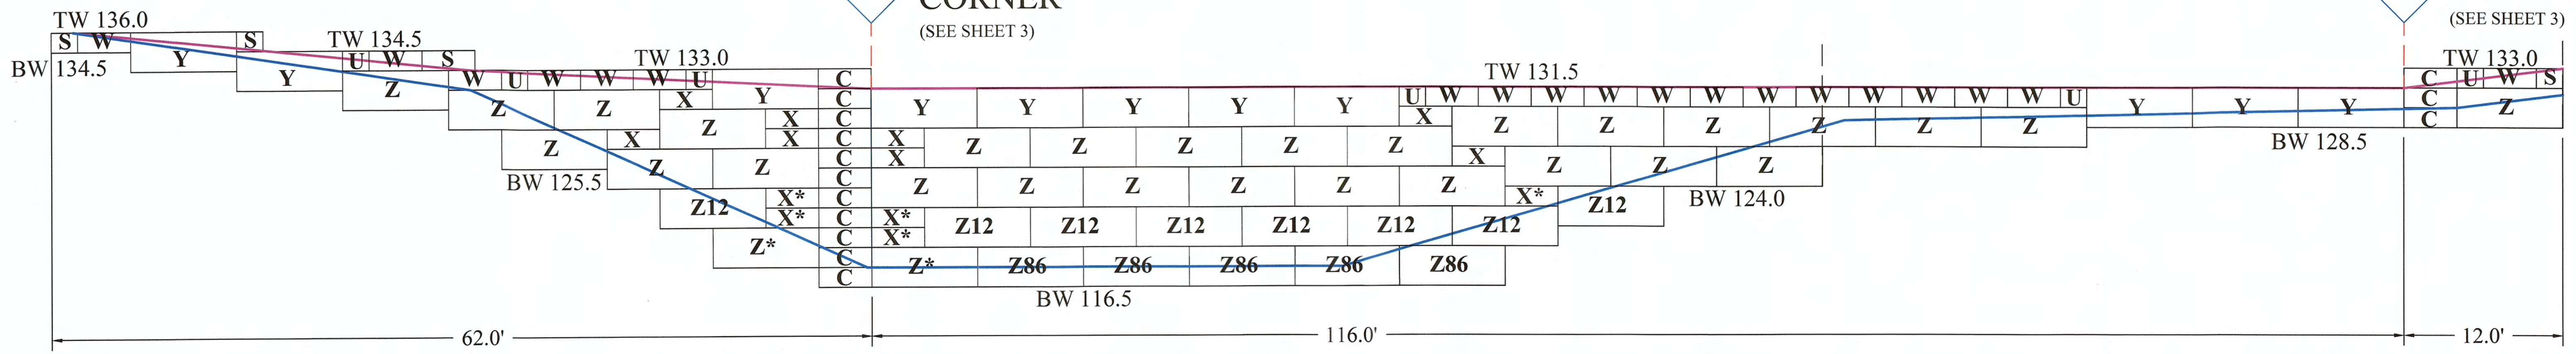 CORNER
(SEE SHEET 3)
(SEE SHEET 3)
TW 136.0
TW 134.5
TW 133.0
TW 131.5
TW 133.0
S W S
U W S
W U W W W U C
C U W S
BW 134.5
Y Y Z Z Z X Y C
Y Y Y Y Y U W W W W W W W W W W W W U Y Y Y C Z
X C X Z X C
X Z Z Z Z Z Z C
BW 128.5
Z X X C X Z Z Z Z Z
Z Z C X X Z Z Z
BW 125.5
C Z Z Z Z Z Z
Z12 X* C X* Z12
BW 124.0
X* C X* Z12 Z12 Z12 Z12 Z12 Z12
Z* C X*
C Z* Z86 Z86 Z86 Z86 Z86
C
BW 116.5
62.0' 116.0' 12.0'